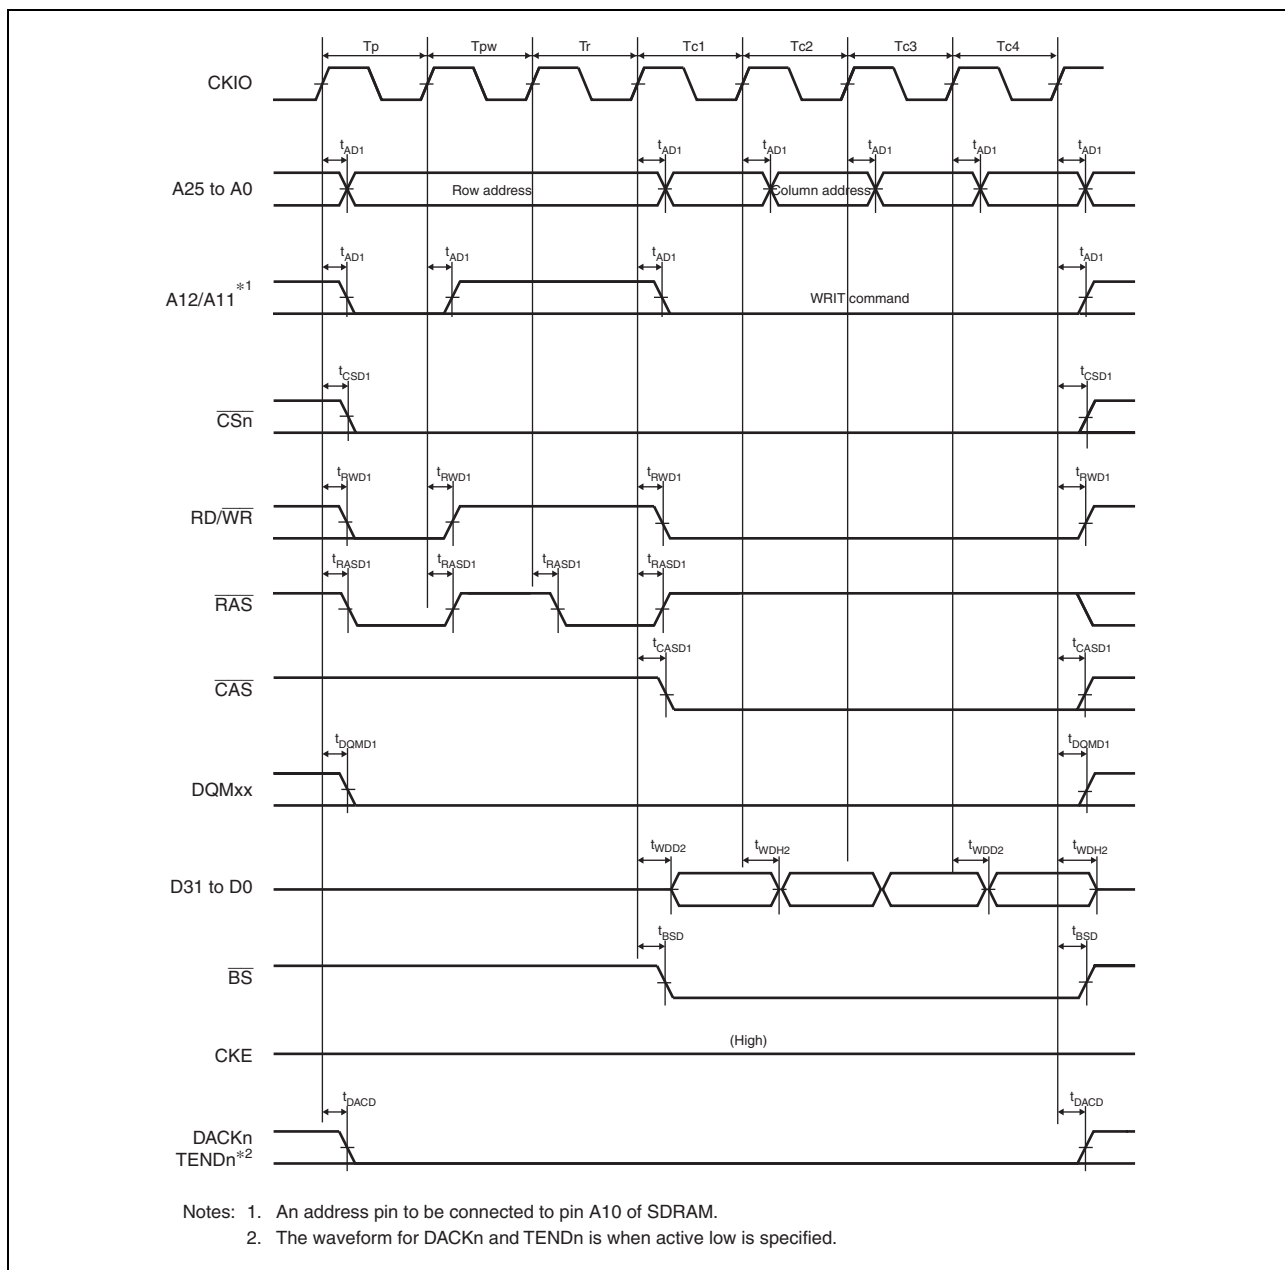 Tp Tpw Tr Tc1 Tc2 Tc3 Tc4
CKIO
tAD1 tAD1 tAD1 tAD1 tAD1 tAD1
A25 to A0 Row address Column address
tAD1 tAD1 tAD1 tAD1
A12/A11*1 WRIT command
tCSD1 tCSD1
CSn
tRWD1 tRWD1 tRWD1 tRWD1
RD/WR
tRASD1 tRASD1 tRASD1 tRASD1
RAS
tCASD1 tCASD1
CAS
tDQMD1 tDQMD1
DQMxx
tWDD2 tWDH2 tWDD2 tWDH2
D31 to D0
tBSD tBSD
BS
(High)
CKE
tDACD tDACD
DACKn
TENDn*2
Notes: 1. An address pin to be connected to pin A10 of SDRAM.
2. The waveform for DACKn and TENDn is when active low is specified.